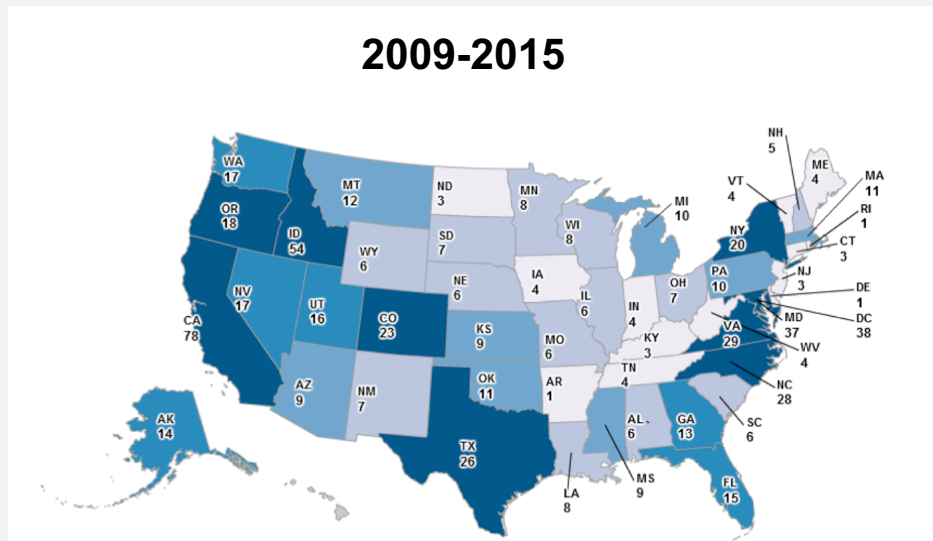 2009-2015
NH
5
ME
4
MA
11
WA
17
VT
4
MT
12
ND
3
MN
8
MI
10
RI
1
OR
18
WI
8
NY
20
CT
3
ID
54
SD
7
WY
6
PA
10
NJ
3
IA
4
OH
7
NE
6
DE
1
NV
17
UT
16
IL
6
IN
4
MD
37
DC
38
CO
23
CA
78
VA
29
KS
9
MO
6
KY
3
WV
4
TN
4
OK
11
AR
1
AZ
9
NM
7
NC
28
AK
14
AL
6
GA
13
SC
6
TX
26
MS
9
FL
15
LA
8